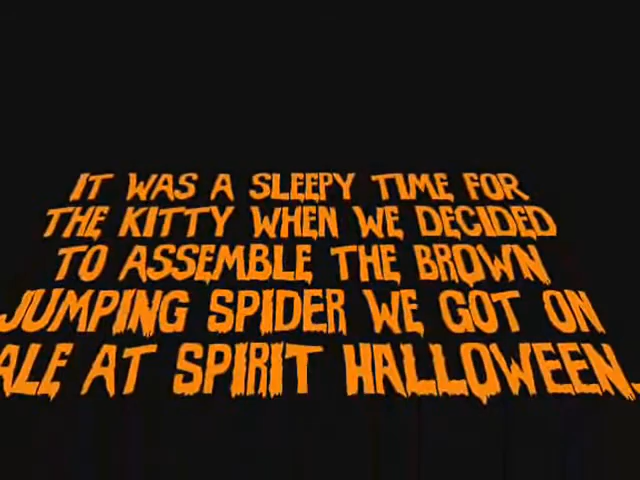 IT WAS A SLEEPY TIME FOR
THE KITTY WHEN WE DECIDED
TO ASSEMBLE THE BROWN
JUMPING SPIDER WE GOT ON
ALE AT SPIRIT HALLOWEEN.